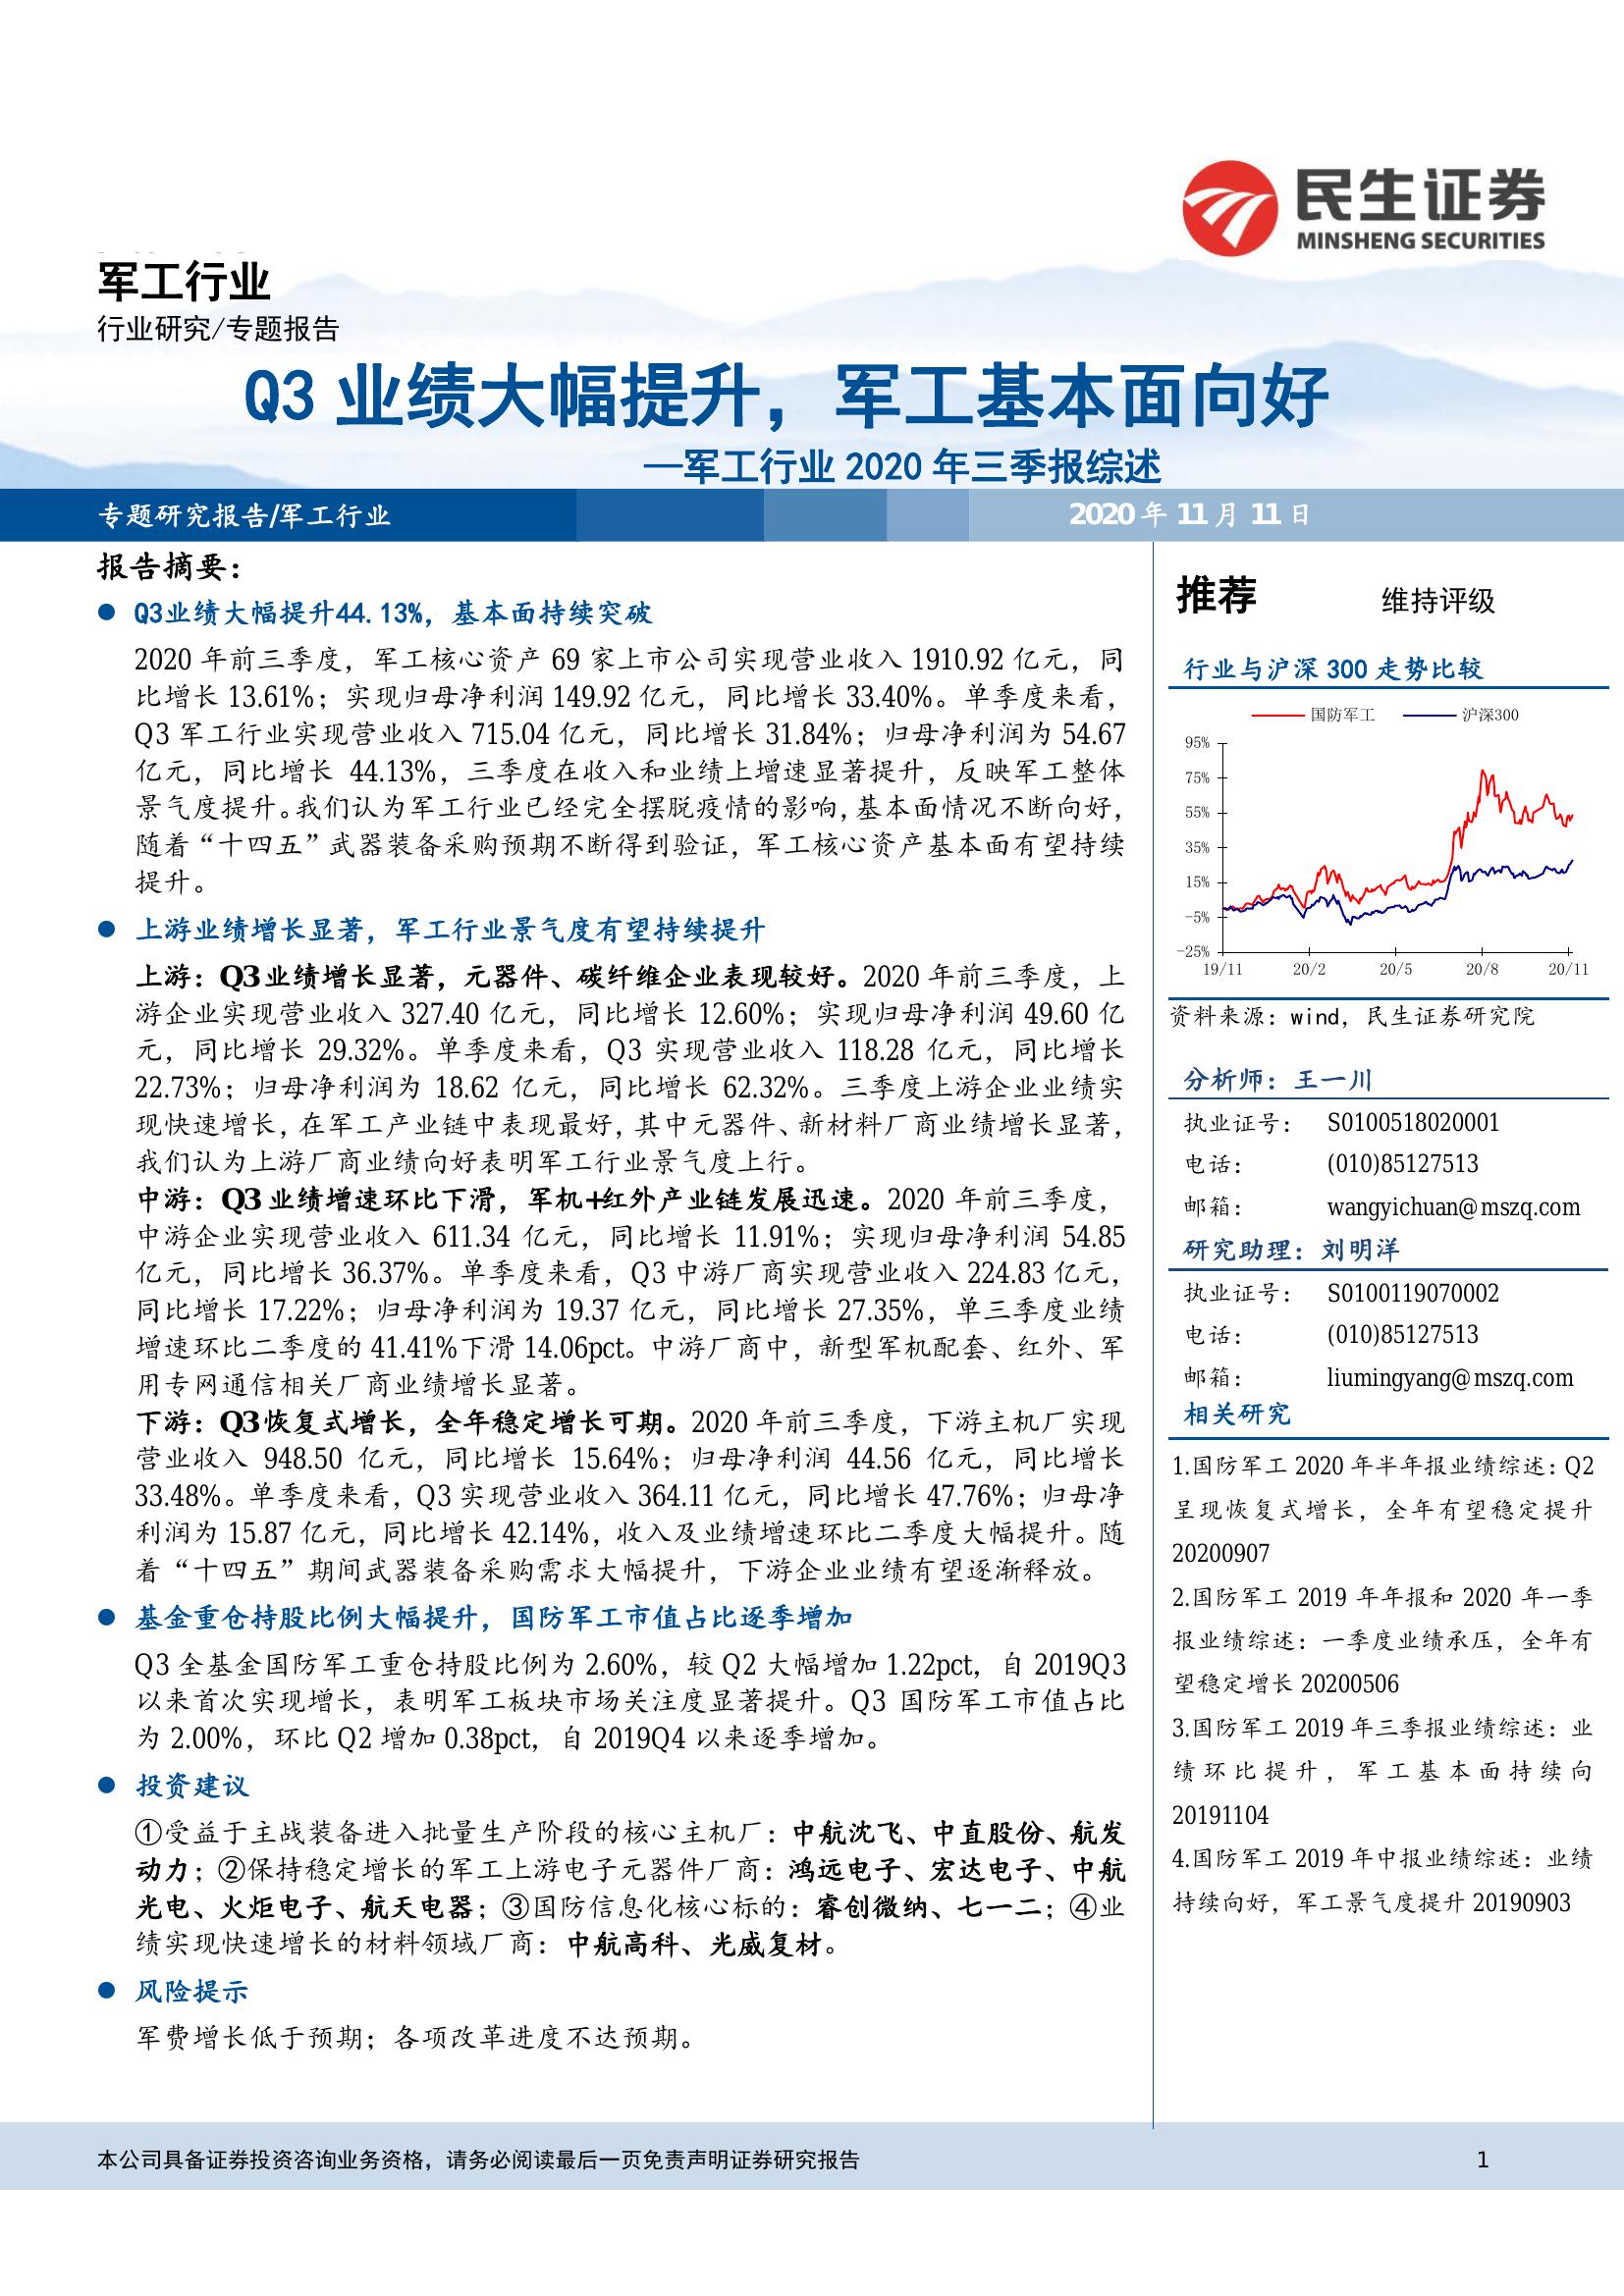 民生证券
MINSHENG SECURITIES
军工行业
行业研究/专题报告
Q3 业绩大幅提升，军工基本面向好
—军工行业 2020 年三季报综述
专题研究报告/军工行业
2020 年 11 月 11 日
报告摘要：
● Q3业绩大幅提升44.13%，基本面持续突破
2020 年前三季度，军工核心资产 69 家上市公司实现营业收入 1910.92 亿元，同
比增长 13.61%；实现归母净利润 149.92 亿元，同比增长 33.40%。单季度来看，
Q3 军工行业实现营业收入 715.04 亿元，同比增长 31.84%；归母净利润为 54.67
亿元，同比增长 44.13%，三季度在收入和业绩上增速显著提升，反映军工整体
景气度提升。我们认为军工行业已经完全摆脱疫情的影响，基本面情况不断向好，
随着“十四五”武器装备采购预期不断得到验证，军工核心资产基本面有望持续
提升。
● 上游业绩增长显著，军工行业景气度有望持续提升
上游：Q3 业绩增长显著，元器件、碳纤维企业表现较好。2020 年前三季度，上
游企业实现营业收入 327.40 亿元，同比增长 12.60%；实现归母净利润 49.60 亿
元，同比增长 29.32%。单季度来看，Q3 实现营业收入 118.28 亿元，同比增长
22.73%；归母净利润为 18.62 亿元，同比增长 62.32%。三季度上游企业业绩实
现快速增长，在军工产业链中表现最好，其中元器件、新材料厂商业绩增长显著，
我们认为上游厂商业绩向好表明军工行业景气度上行。
中游：Q3 业绩增速环比下滑，军机+红外产业链发展迅速。2020 年前三季度，
中游企业实现营业收入 611.34 亿元，同比增长 11.91%；实现归母净利润 54.85
亿元，同比增长 36.37%。单季度来看，Q3 中游厂商实现营业收入 224.83 亿元，
同比增长 17.22%；归母净利润为 19.37 亿元，同比增长 27.35%，单三季度业绩
增速环比二季度的 41.41%下滑 14.06pct。中游厂商中，新型军机配套、红外、军
用专网通信相关厂商业绩增长显著。
下游：Q3 恢复式增长，全年稳定增长可期。2020 年前三季度，下游主机厂实现
营业收入 948.50 亿元，同比增长 15.64%；归母净利润 44.56 亿元，同比增长
33.48%。单季度来看，Q3 实现营业收入 364.11 亿元，同比增长 47.76%；归母净
利润为 15.87 亿元，同比增长 42.14%，收入及业绩增速环比二季度大幅提升。随
着“十四五”期间武器装备采购需求大幅提升，下游企业业绩有望逐渐释放。
● 基金重仓持股比例大幅提升，国防军工市值占比逐季增加
Q3 全基金国防军工重仓持股比例为 2.60%，较 Q2 大幅增加 1.22pct，自 2019Q3
以来首次实现增长，表明军工板块市场关注度显著提升。Q3 国防军工市值占比
为 2.00%，环比 Q2 增加 0.38pct，自 2019Q4 以来逐季增加。
● 投资建议
①受益于主战装备进入批量生产阶段的核心主机厂：中航沈飞、中直股份、航发
动力；②保持稳定增长的军工上游电子元器件厂商：鸿远电子、宏达电子、中航
光电、火炬电子、航天电器；③国防信息化核心标的：睿创微纳、七一二；④业
绩实现快速增长的材料领域厂商：中航高科、光威复材。
● 风险提示
军费增长低于预期；各项改革进度不达预期。
推荐 维持评级
行业与沪深 300 走势比较
国防军工 沪深300
95%
75%
55%
35%
15%
-5%
-25%
19/11 20/2 20/5 20/8 20/11
资料来源：wind，民生证券研究院
分析师：王一川
执业证号： S0100518020001
电话： (010)85127513
邮箱： wangyichuan@mszq.com
研究助理：刘明洋
执业证号： S0100119070002
电话： (010)85127513
邮箱： liumingyang@mszq.com
相关研究
1.国防军工 2020 年半年报业绩综述：Q2
呈现恢复式增长，全年有望稳定提升
20200907
2.国防军工 2019 年年报和 2020 年一季
报业绩综述：一季度业绩承压，全年有
望稳定增长 20200506
3.国防军工 2019 年三季报业绩综述：业
绩环比提升，军工基本面持续向
20191104
4.国防军工 2019 年中报业绩综述：业绩
持续向好，军工景气度提升 20190903
本公司具备证券投资咨询业务资格，请务必阅读最后一页免责声明证券研究报告
1